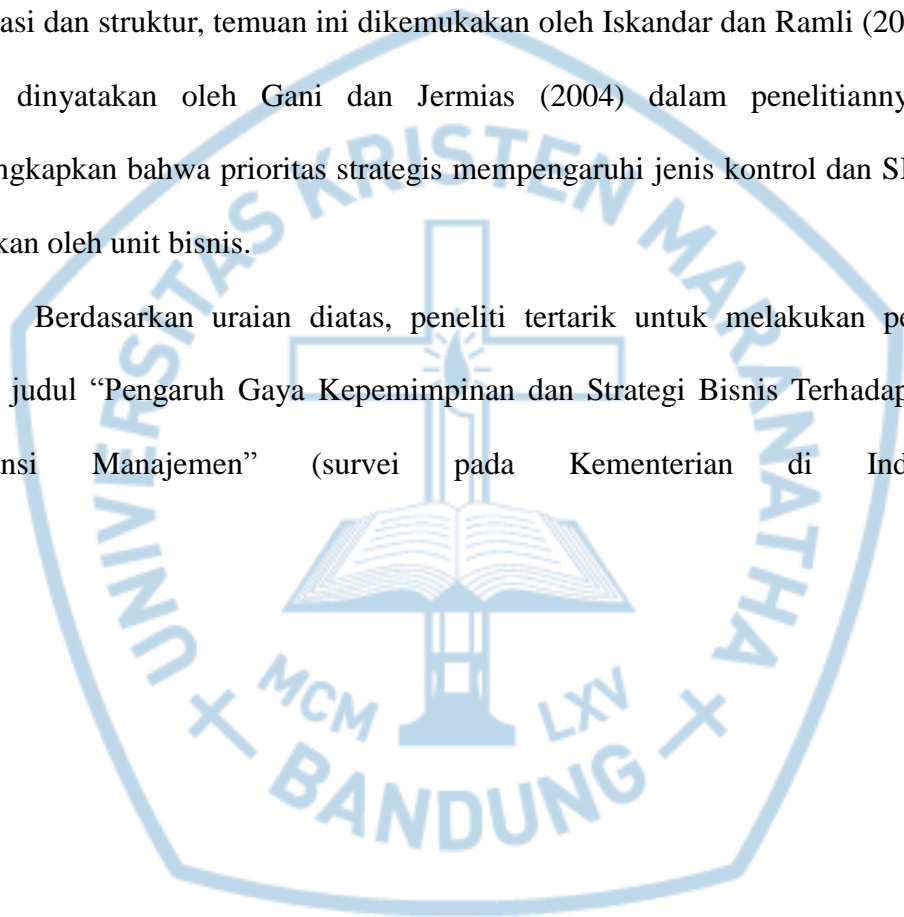 asi dan struktur, temuan ini dikemukakan oleh Iskandar dan Ramli (20
dinyatakan oleh Gani dan Jermias (2004) dalam penelitianny
ngkapkan bahwa prioritas strategis mempengaruhi jenis kontrol dan
kan oleh unit bisnis.
Berdasarkan uraian diatas, peneliti tertarik untuk melakukan pe
judul “Pengaruh Gaya Kepemimpinan dan Strategi Bisnis Terhadap
ansi Manajemen” (survei pada Kementerian di Ind
UNIVERSITAS KRISTEN MARANATHA
MCM LXV
BANDUNG